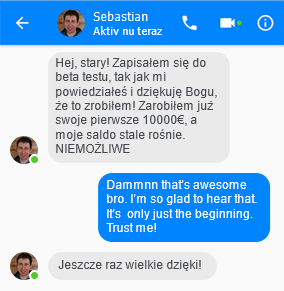 Sebastian
Aktiv nu teraz
Hej, stary! Zapisałem się do
beta testu, tak jak mi
powiedziałeś i dziękuję Bogu,
że to zrobiłem! Zarobiłem już
swoje pierwsze 10000€, a
moje saldo stale rośnie.
NIEMOŻLIWE
Dammnn that's awesome
bro. I'm so glad to hear that.
It's only just the beginning.
Trust me!
Jeszcze raz wielkie dzięki!